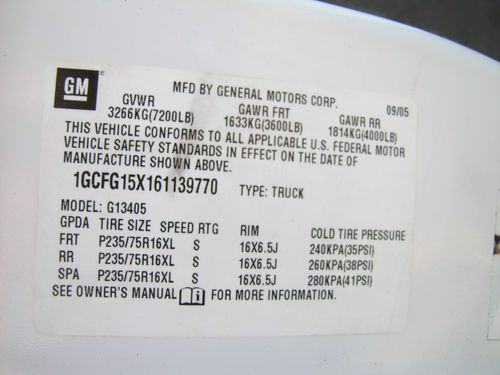 GM
MFD BY GENERAL MOTORS CORP. 09/05
GVWR GAWR FRT GAWR RR
3266KG(7200LB) 1633KG(3600LB) 1814KG(4000LB)
THIS VEHICLE CONFORMS TO ALL APPLICABLE U.S. FEDERAL MOTOR
VEHICLE SAFETY STANDARDS IN EFFECT ON THE DATE OF
MANUFACTURE SHOWN ABOVE.
1GCFG15X161139770 TYPE: TRUCK
MODEL: G13405
GPDA TIRE SIZE SPEED RTG RIM COLD TIRE PRESSURE
FRT P235/75R16XL S 16X6.5J 240KPA(35PSI)
RR P235/75R16XL S 16X6.5J 260KPA(38PSI)
SPA P235/75R16XL S 16X6.5J 280KPA(41PSI)
SEE OWNER'S MANUAL FOR MORE INFORMATION.